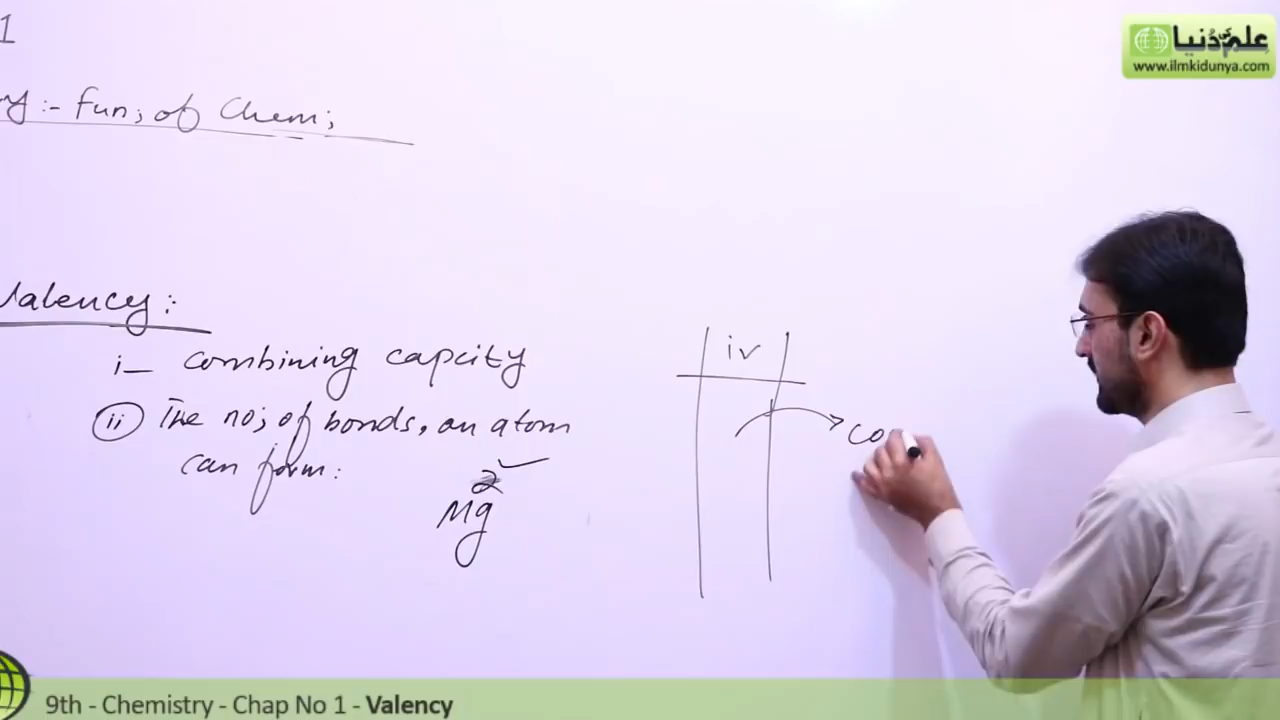 1
y:- Fun; of Chem;
علم کی دنیا
www.ilmkidunya.com
Valency:
i- combining capcity
(ii) The no; of bonds, an atom
can form:
2
Mg
iv
co
9th - Chemistry - Chap No 1 - Valency